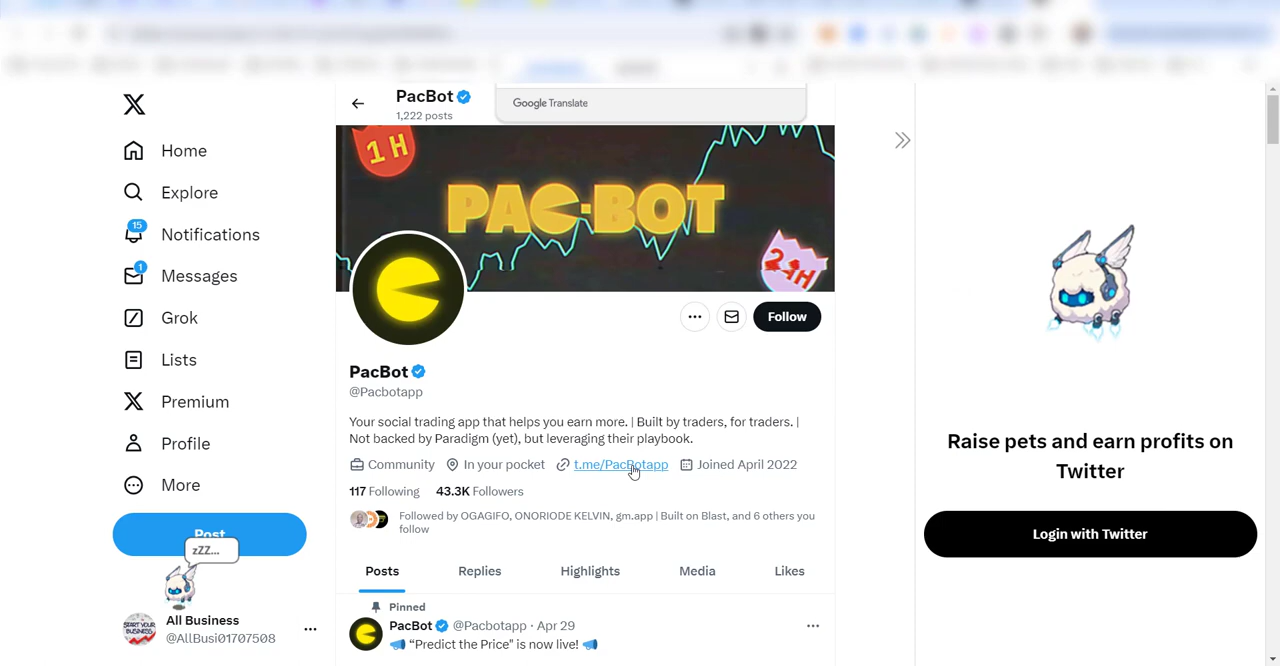 PacBot
1,222 posts
Google Translate
Home
Explore
15
Notifications
1
Messages
Grok
Lists
Premium
Profile
More
Post
zZZ...
All Business
@AllBusi01707508
1 H
PAC-BOT
24H
Follow
PacBot
@Pacbotapp
Your social trading app that helps you earn more. | Built by traders, for traders. |
Not backed by Paradigm (yet), but leveraging their playbook.
Community In your pocket t.me/PacBotapp Joined April 2022
117 Following 43.3K Followers
Followed by OGAGIFO, ONORIODE KELVIN, gm.app | Built on Blast, and 6 others you
follow
Posts Replies Highlights Media Likes
Pinned
PacBot @Pacbotapp · Apr 29
📣 “Predict the Price" is now live! 📣
Raise pets and earn profits on
Twitter
Login with Twitter